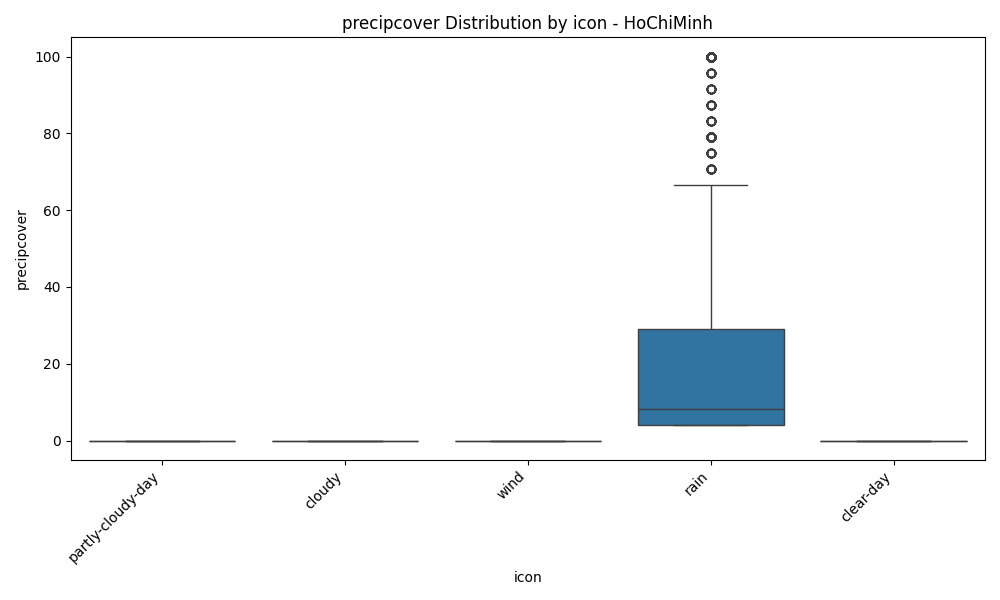 precipcover Distribution by icon - HoChiMinh
precipcover
100
80
60
40
20
0
partly-cloudy-day
cloudy
wind
rain
clear-day
icon